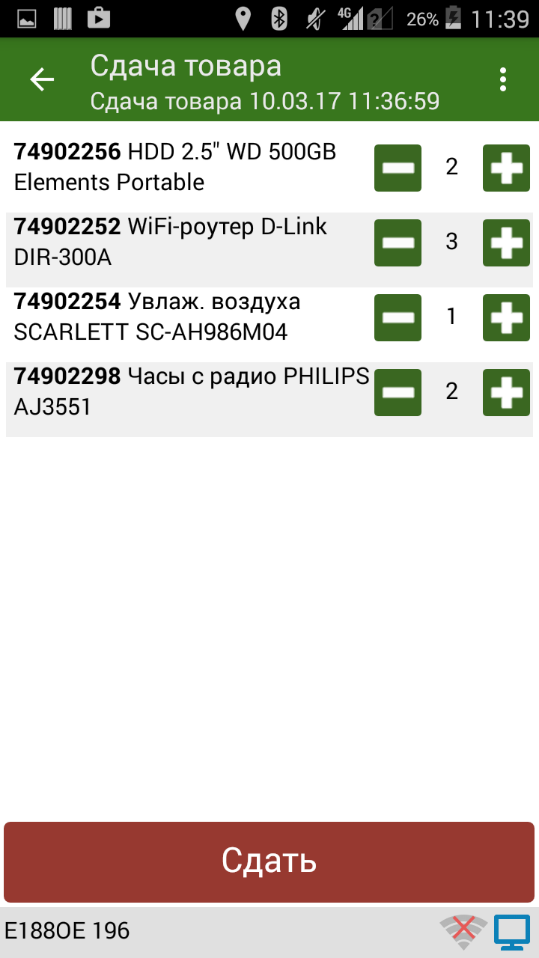 4G
26%
11:39
Сдача товара
Сдача товара 10.03.17 11:36:59
74902256 HDD 2.5" WD 500GB
Elements Portable
2
74902252 WiFi-роутер D-Link
DIR-300A
3
74902254 Увлаж. воздуха
SCARLETT SC-AH986M04
1
74902298 Часы с радио PHILIPS
AJ3551
2
Сдать
E188OE 196